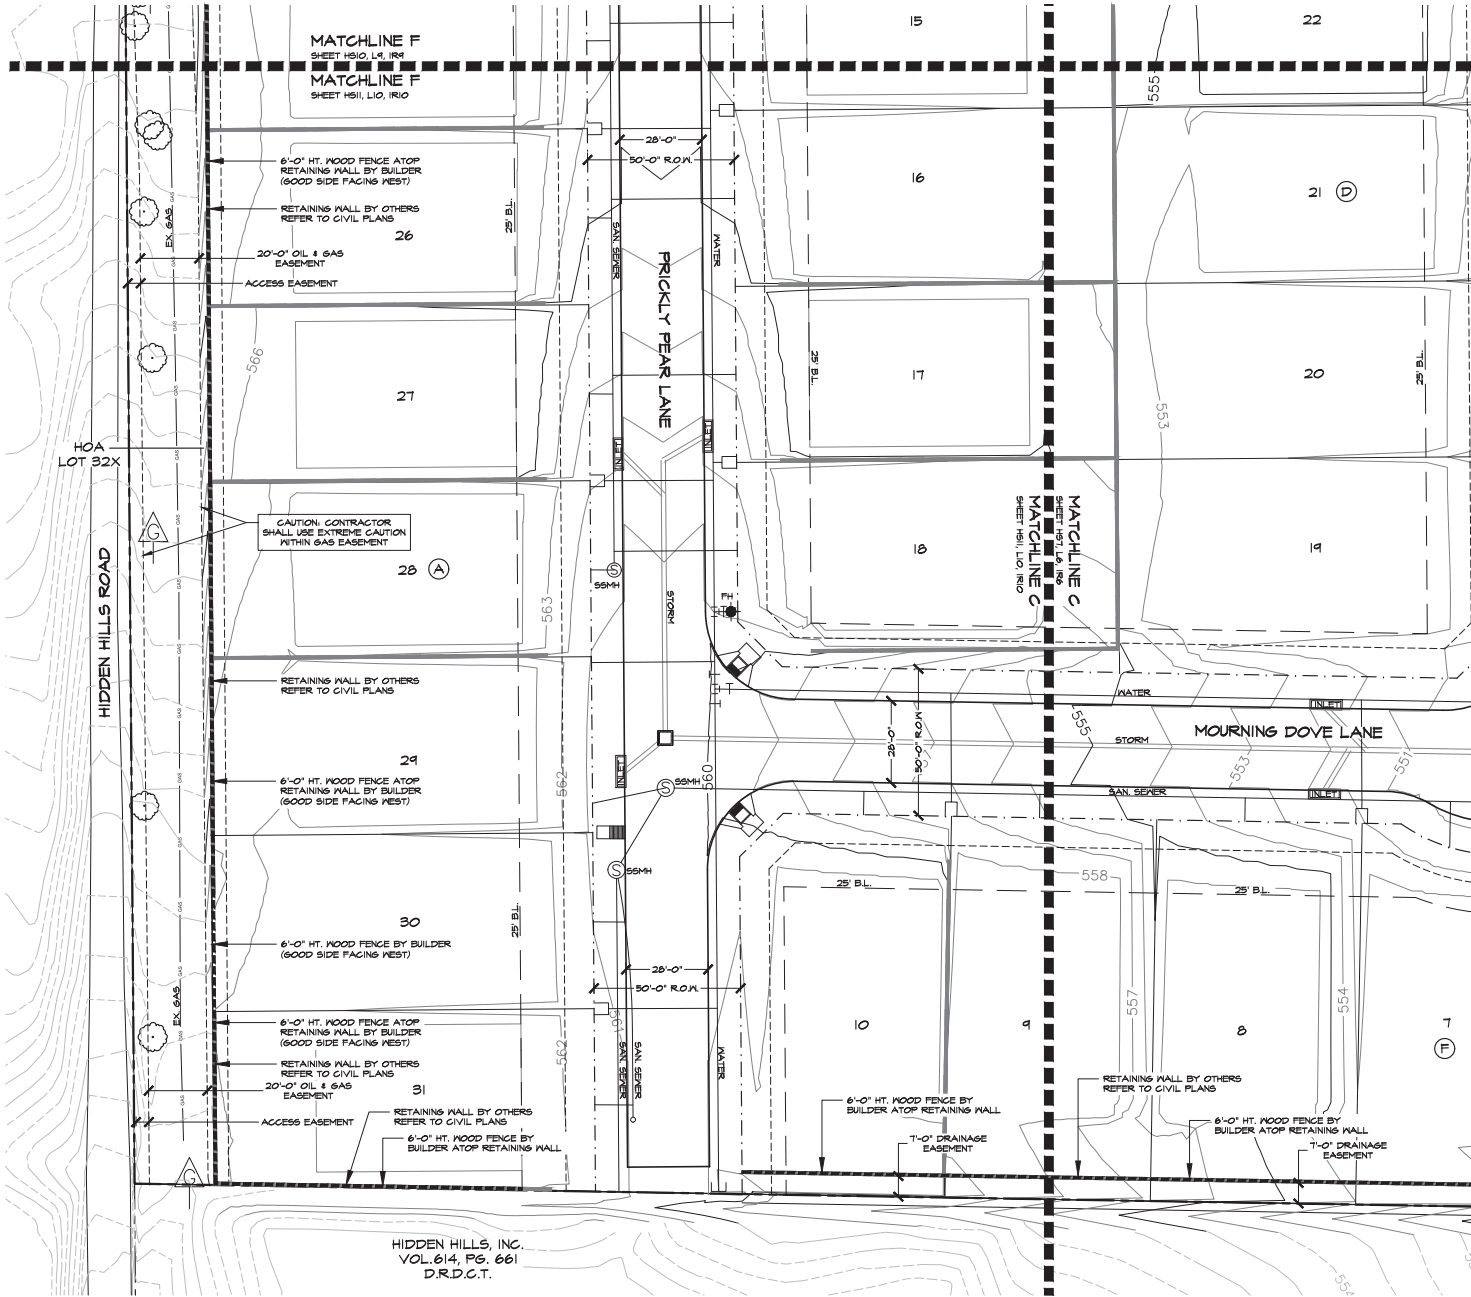 15
22
MATCHLINE F
SHEET HS10, L9, IR9
MATCHLINE F
SHEET HS11, L10, IR10
555
28'-0"
50'-0" R.O.W.
6'-0" HT. WOOD FENCE ATOP
RETAINING WALL BY BUILDER
(GOOD SIDE FACING WEST)
16
21 D
RETAINING WALL BY OTHERS
REFER TO CIVIL PLANS
26
25' B.L.
EX. GAS
SAN. SEWER
WATER
20'-0" OIL & GAS
EASEMENT
ACCESS EASEMENT
PRICKLY PEAR LANE
566
27
17
20
25' B.L.
25' B.L.
553
HOA
LOT 32X
INLET
INLET
G
CAUTION: CONTRACTOR
SHALL USE EXTREME CAUTION
WITHIN GAS EASEMENT
MATCHLINE C
SHEET HS11, L10, IR10
MATCHLINE C
SHEET HS7, L6, IR6
28 A
18
19
S
SSMH
STORM
FH
563
HIDDEN HILLS ROAD
RETAINING WALL BY OTHERS
REFER TO CIVIL PLANS
WATER
INLET
28'-0"
50'-0" R.O.W.
555
STORM
MOURNING DOVE LANE
29
6'-0" HT. WOOD FENCE ATOP
RETAINING WALL BY BUILDER
(GOOD SIDE FACING WEST)
562
INLET
S
SSMH
560
SAN. SEWER
553
INLET
551
S
SSMH
558
25' B.L.
25' B.L.
30
25' B.L.
6'-0" HT. WOOD FENCE BY BUILDER
(GOOD SIDE FACING WEST)
28'-0"
50'-0" R.O.W.
EX. GAS
6'-0" HT. WOOD FENCE ATOP
RETAINING WALL BY BUILDER
(GOOD SIDE FACING WEST)
561
562
10
9
557
8
554
7
F
RETAINING WALL BY OTHERS
REFER TO CIVIL PLANS
SAN. SEWER
SAN. SEWER
WATER
20'-0" OIL & GAS
EASEMENT
31
RETAINING WALL BY OTHERS
REFER TO CIVIL PLANS
6'-0" HT. WOOD FENCE BY
BUILDER ATOP RETAINING WALL
RETAINING WALL BY OTHERS
REFER TO CIVIL PLANS
ACCESS EASEMENT
6'-0" HT. WOOD FENCE BY
BUILDER ATOP RETAINING WALL
7'-0" DRAINAGE
EASEMENT
6'-0" HT. WOOD FENCE BY
BUILDER ATOP RETAINING WALL
7'-0" DRAINAGE
EASEMENT
G
HIDDEN HILLS, INC.
VOL.614, PG. 661
D.R.D.C.T.